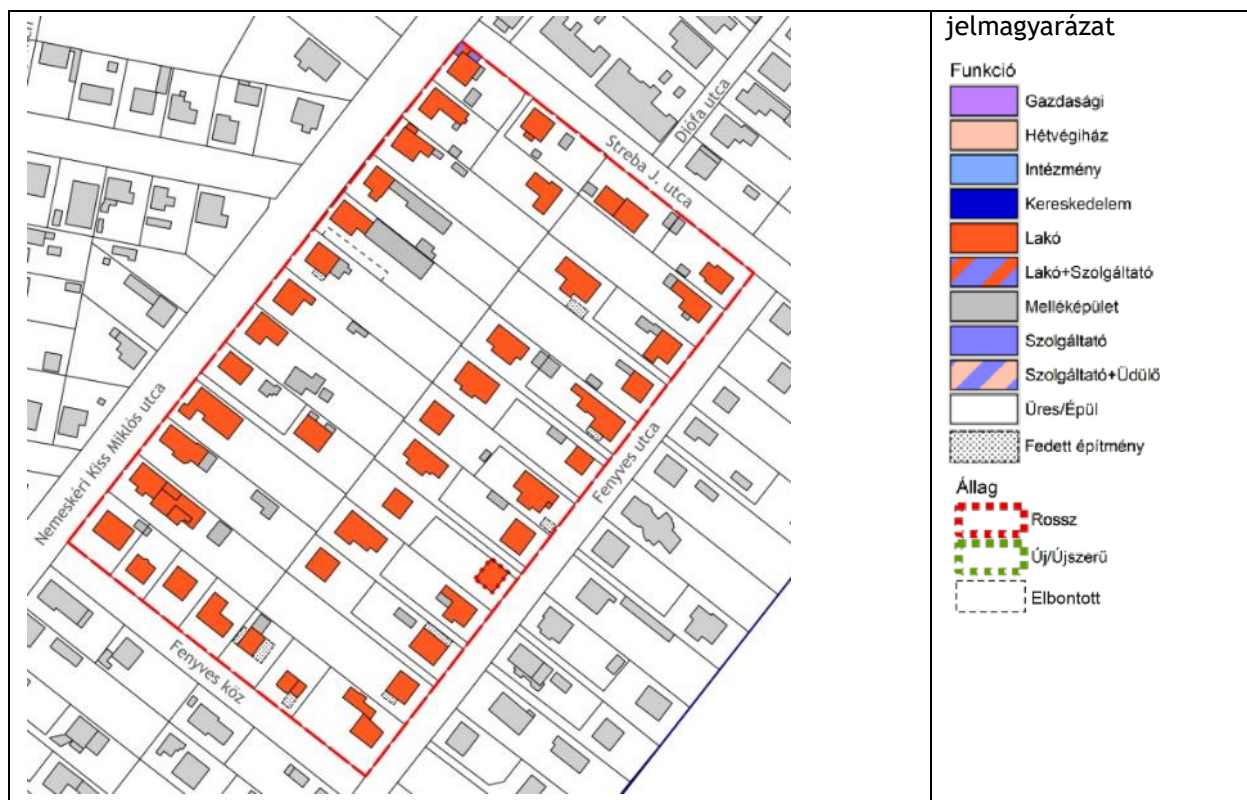 Diófa utca
Streba J. utca
Nemeskéri Kiss Miklós utca
Fenyves utca
Fenyves köz
jelmagyarázat
Funkció
Gazdasági
Hétvégiház
Intézmény
Kereskedelem
Lakó
Lakó+Szolgáltató
Melléképület
Szolgáltató
Szolgáltató+Üdülő
Üres/Épül
Fedett építmény
Állag
Rossz
Új/Újszerű
Elbontott